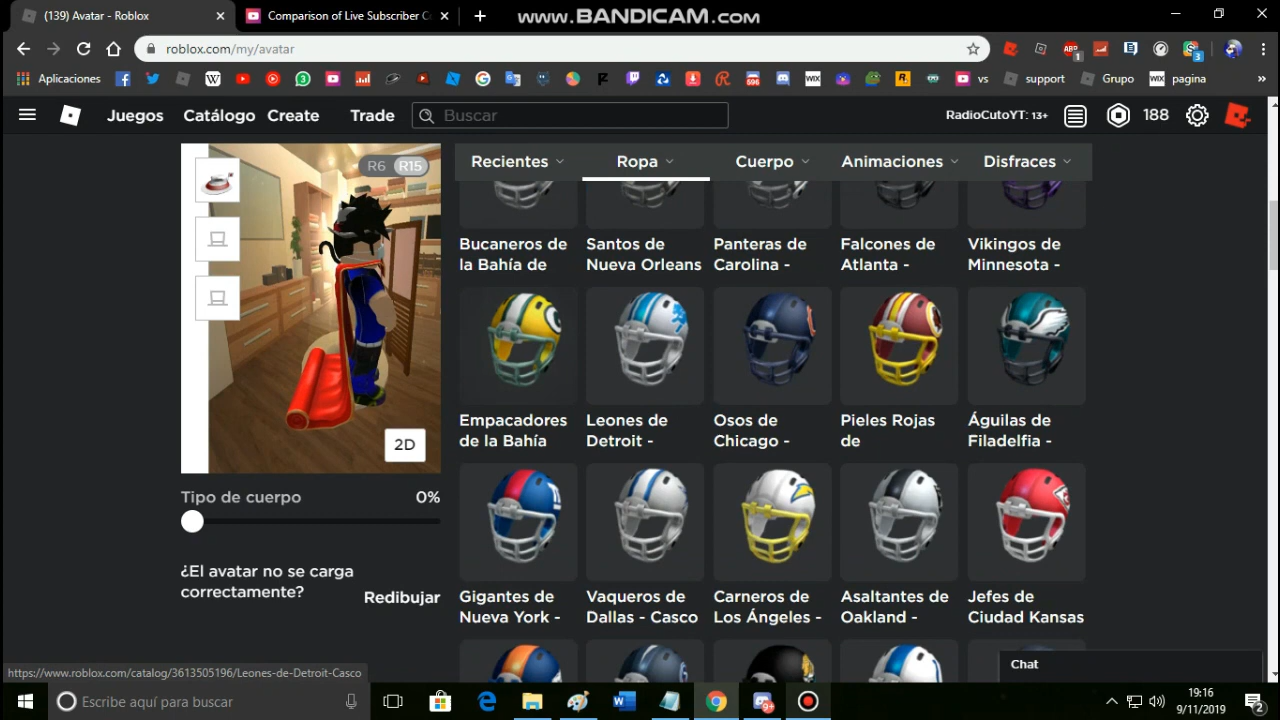 (139) Avatar - Roblox
Comparison of Live Subscriber C
www.BANDICAM.com
roblox.com/my/avatar
Aplicaciones
vs
support
Grupo
pagina
Juegos
Catálogo
Create
Trade
Buscar
RadioCutoYT: 13+
188
R6
R15
Recientes
Ropa
Cuerpo
Animaciones
Disfraces
Bucaneros de
la Bahía de
Santos de
Nueva Orleans
Panteras de
Carolina -
Falcones de
Atlanta -
Vikingos de
Minnesota -
2D
Empacadores
de la Bahía
Leones de
Detroit -
Osos de
Chicago -
Pieles Rojas
de
Águilas de
Filadelfia -
Tipo de cuerpo
0%
¿El avatar no se carga
correctamente?
Redibujar
Gigantes de
Nueva York -
Vaqueros de
Dallas - Casco
Carneros de
Los Ángeles -
Asaltantes de
Oakland -
Jefes de
Ciudad Kansas
Chat
https://www.roblox.com/catalog/3613505196/Leones-de-Detroit-Casco
Escribe aquí para buscar
19:16
9/11/2019
2